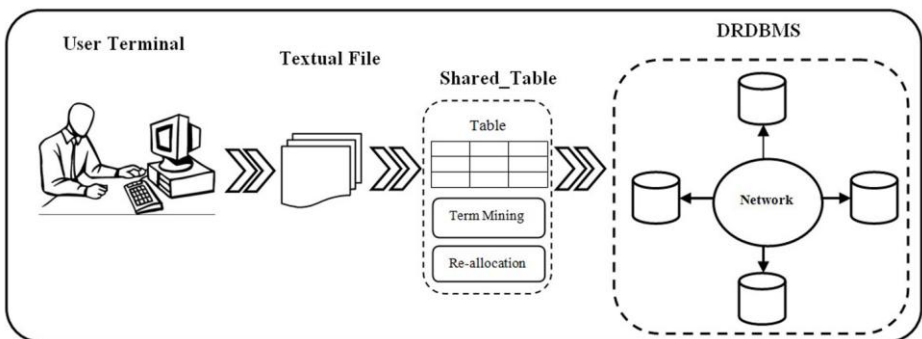 User Terminal
Textual File
Shared_Table
Table
Term Mining
Re-allocation
DRDBMS
Network